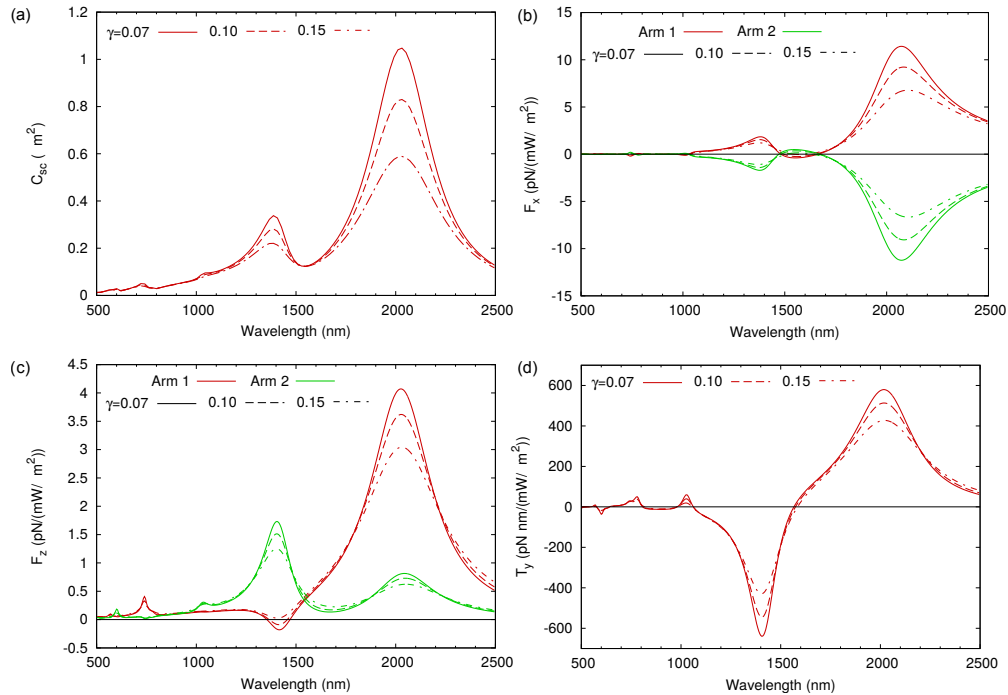 (a)
1.2
1
0.8
0.6
0.4
0.2
0
γ=0.07 0.10 0.15
C_sc ( m²)
500 1000 1500 2000 2500
Wavelength (nm)
(b)
15
10
5
0
-5
-10
-15
Arm 1 Arm 2
γ=0.07 0.10 0.15
F_x (pN/(mW/ m²))
500 1000 1500 2000 2500
Wavelength (nm)
(c)
4.5
4
3.5
3
2.5
2
1.5
1
0.5
0
-0.5
Arm 1 Arm 2
γ=0.07 0.10 0.15
F_z (pN/(mW/ m²))
500 1000 1500 2000 2500
Wavelength (nm)
(d)
600
400
200
0
-200
-400
-600
γ=0.07 0.10 0.15
T_y (pN nm/(mW/ m²))
500 1000 1500 2000 2500
Wavelength (nm)